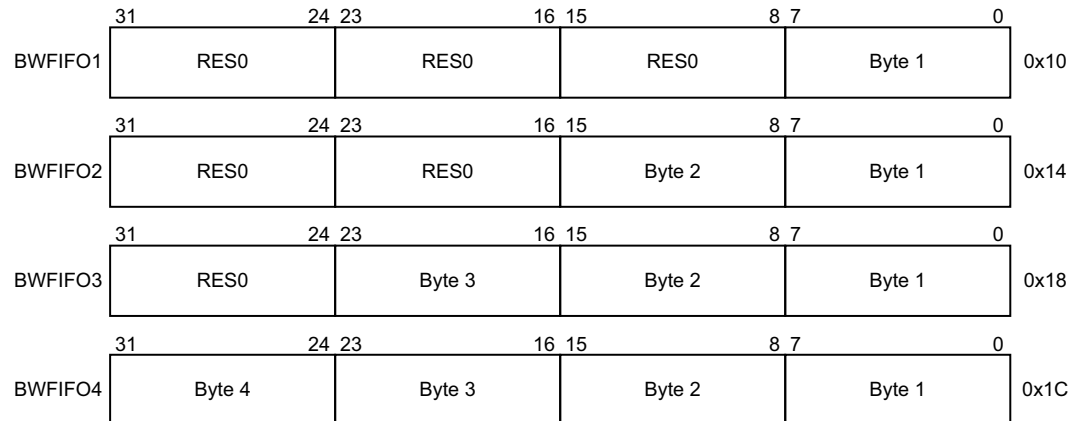 31 24 23 16 15 8 7 0
BWFIFO1 RES0 RES0 RES0 Byte 1 0x10
31 24 23 16 15 8 7 0
BWFIFO2 RES0 RES0 Byte 2 Byte 1 0x14
31 24 23 16 15 8 7 0
BWFIFO3 RES0 Byte 3 Byte 2 Byte 1 0x18
31 24 23 16 15 8 7 0
BWFIFO4 Byte 4 Byte 3 Byte 2 Byte 1 0x1C